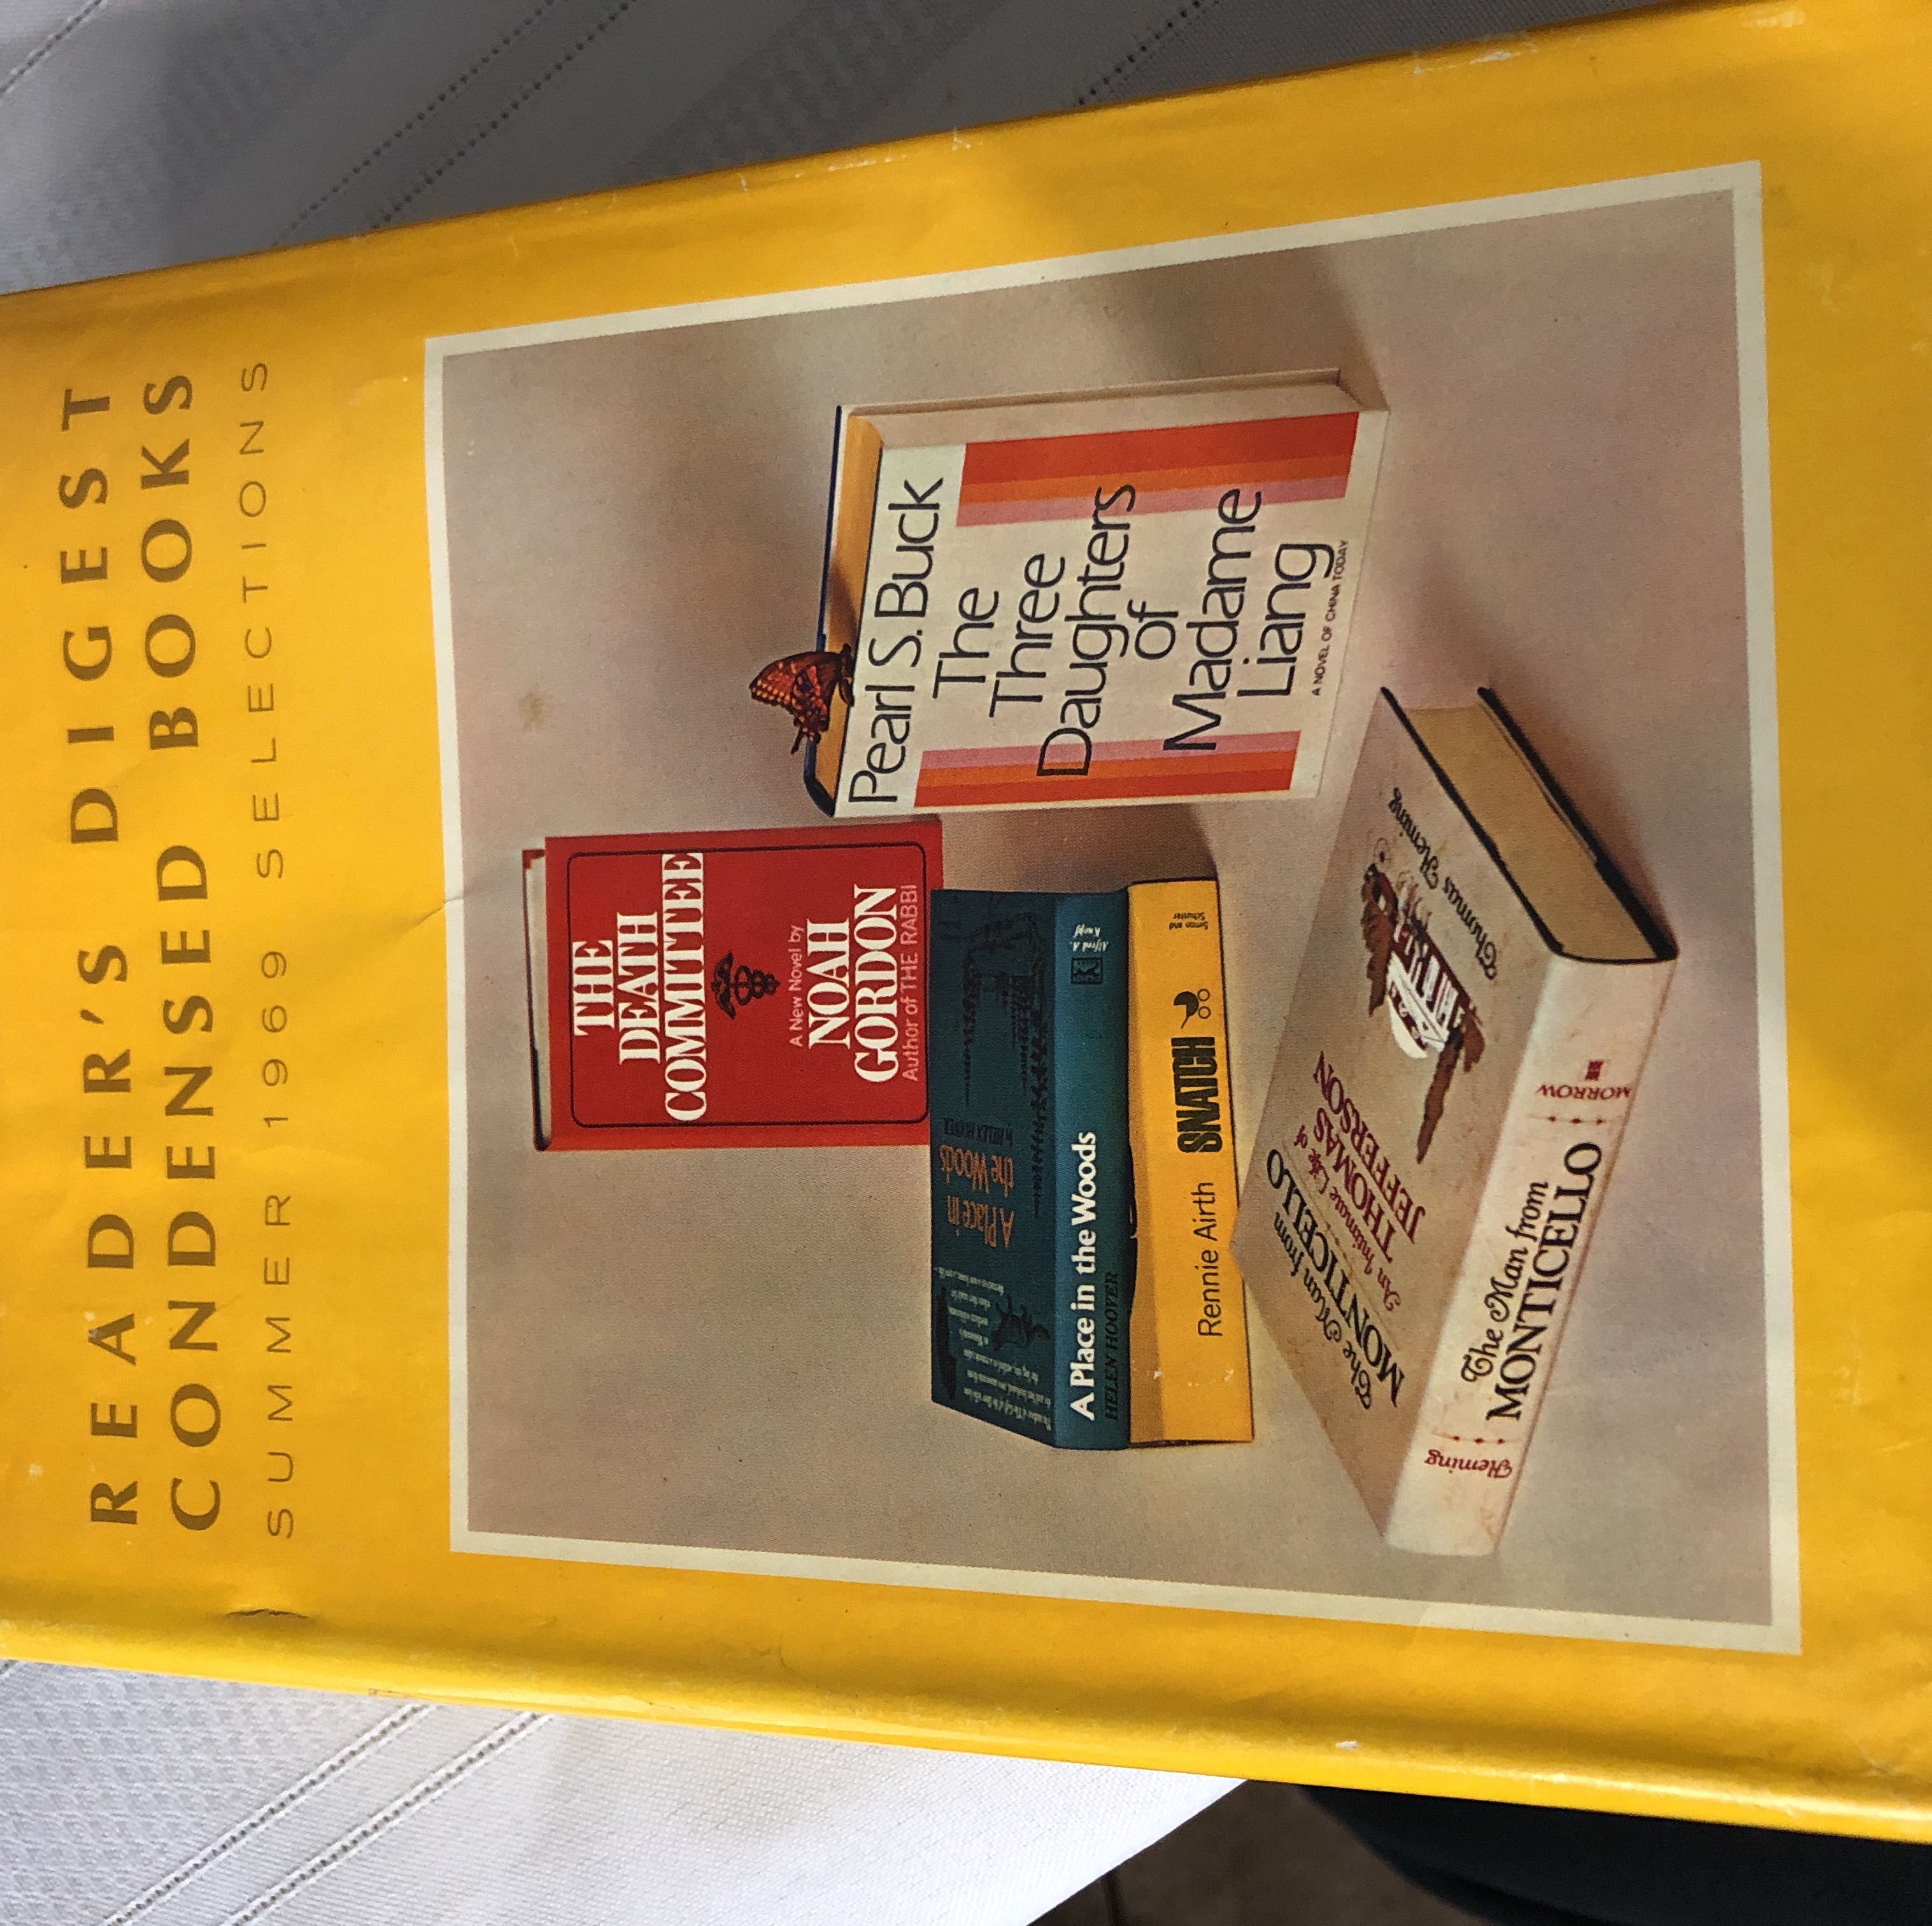 READER'S DIGEST
CONDENSED BOOKS
SUMMER 1969 SELECTIONS
THE
DEATH
COMMITTEE
A New Novel by
NOAH
GORDON
Author of THE RABBI
Pearl S. Buck
The
Three
Daughters
of
Madame
Liang
A NOVEL OF CHINA TODAY
A Place in
the Woods
by HELEN HOOVER
A Place in the Woods
HELEN HOOVER
Alfred A.
Knopf
Rennie Airth SNATCH
Simon and
Schuster
The Man from
MONTICELLO
An Intimate Life of
THOMAS
JEFFERSON
Thomas Fleming
Fleming
The Man from
MONTICELLO
MORROW